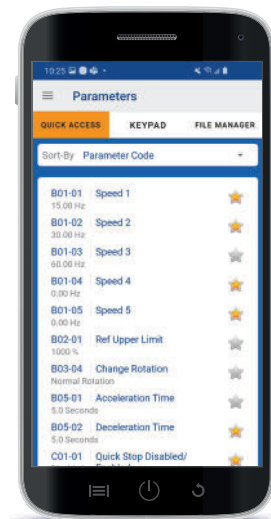 10:25
Parameters
QUICK ACCESS KEYPAD FILE MANAGER
Sort-By Parameter Code
B01-01 Speed 1
15.00 Hz
B01-02 Speed 2
30.00 Hz
B01-03 Speed 3
60.00 Hz
B01-04 Speed 4
0.00 Hz
B01-05 Speed 5
0.00 Hz
B02-01 Ref Upper Limit
1000 %
B03-04 Change Rotation
Normal Rotation
B05-01 Acceleration Time
5.0 Seconds
B05-02 Deceleration Time
5.0 Seconds
C01-01 Quick Stop Disabled/